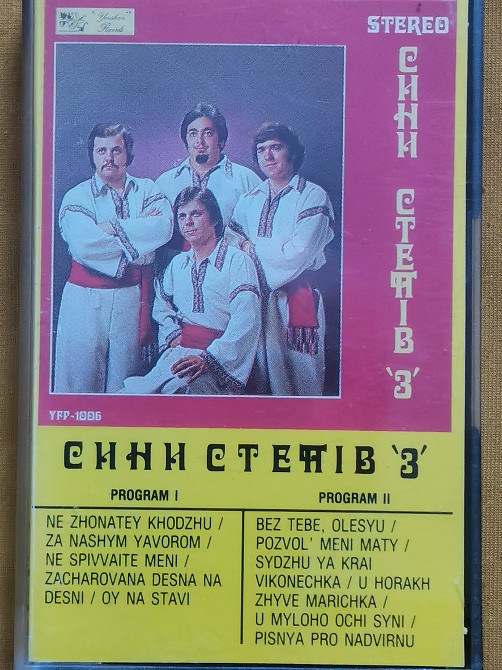 "Yevshan"
Records
STEREO
СИНИ
СТЕПІВ
'3'
YFP-1006
СИНИ СТЕПІВ '3'
PROGRAM I
NE ZHONATEY KHODZHU /
ZA NASHYM YAVOROM /
NE SPIVVAITE MENI /
ZACHAROVANA DESNA NA
DESNI / OY NA STAVI
PROGRAM II
BEZ TEBE, OLESYU /
POZVOL' MENI MATY /
SYDZHU YA KRAI
VIKONECHKA / U HORAKH
ZHYVE MARICHKA /
U MYLOHO OCHI SYNI /
PISNYA PRO NADVIRNU